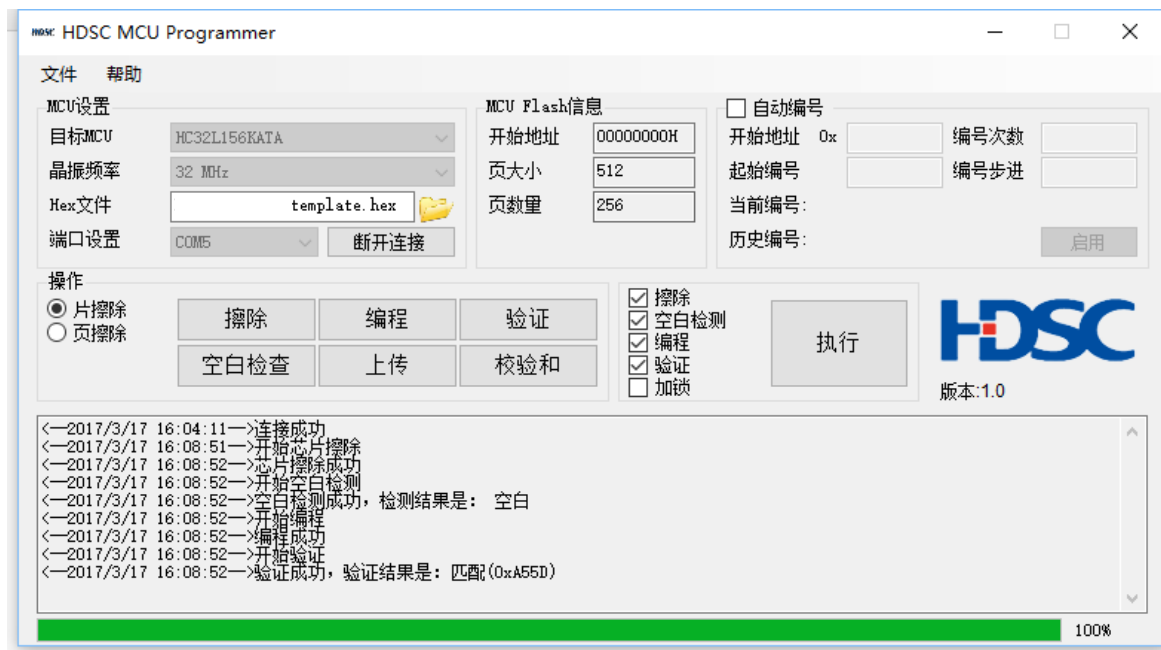 HDSC HDSC MCU Programmer
文件 帮助
MCU设置
目标MCU HC32L156KATA
晶振频率 32 MHz
Hex文件 template.hex
端口设置 COM5 断开连接
MCU Flash信息
开始地址 00000000H
页大小 512
页数量 256
自动编号
开始地址 0x 编号次数
起始编号 编号步进
当前编号:
历史编号: 启用
操作
片擦除
页擦除
擦除 编程 验证
空白检查 上传 校验和
擦除
空白检测
编程
验证
加锁
执行
HDSC
版本:1.0
<—2017/3/17 16:04:11—>连接成功
<—2017/3/17 16:08:51—>开始芯片擦除
<—2017/3/17 16:08:52—>芯片擦除成功
<—2017/3/17 16:08:52—>开始空白检测
<—2017/3/17 16:08:52—>空白检测成功，检测结果是： 空白
<—2017/3/17 16:08:52—>开始编程
<—2017/3/17 16:08:52—>编程成功
<—2017/3/17 16:08:52—>开始验证
<—2017/3/17 16:08:52—>验证成功，验证结果是：匹配(0xA55D)
100%